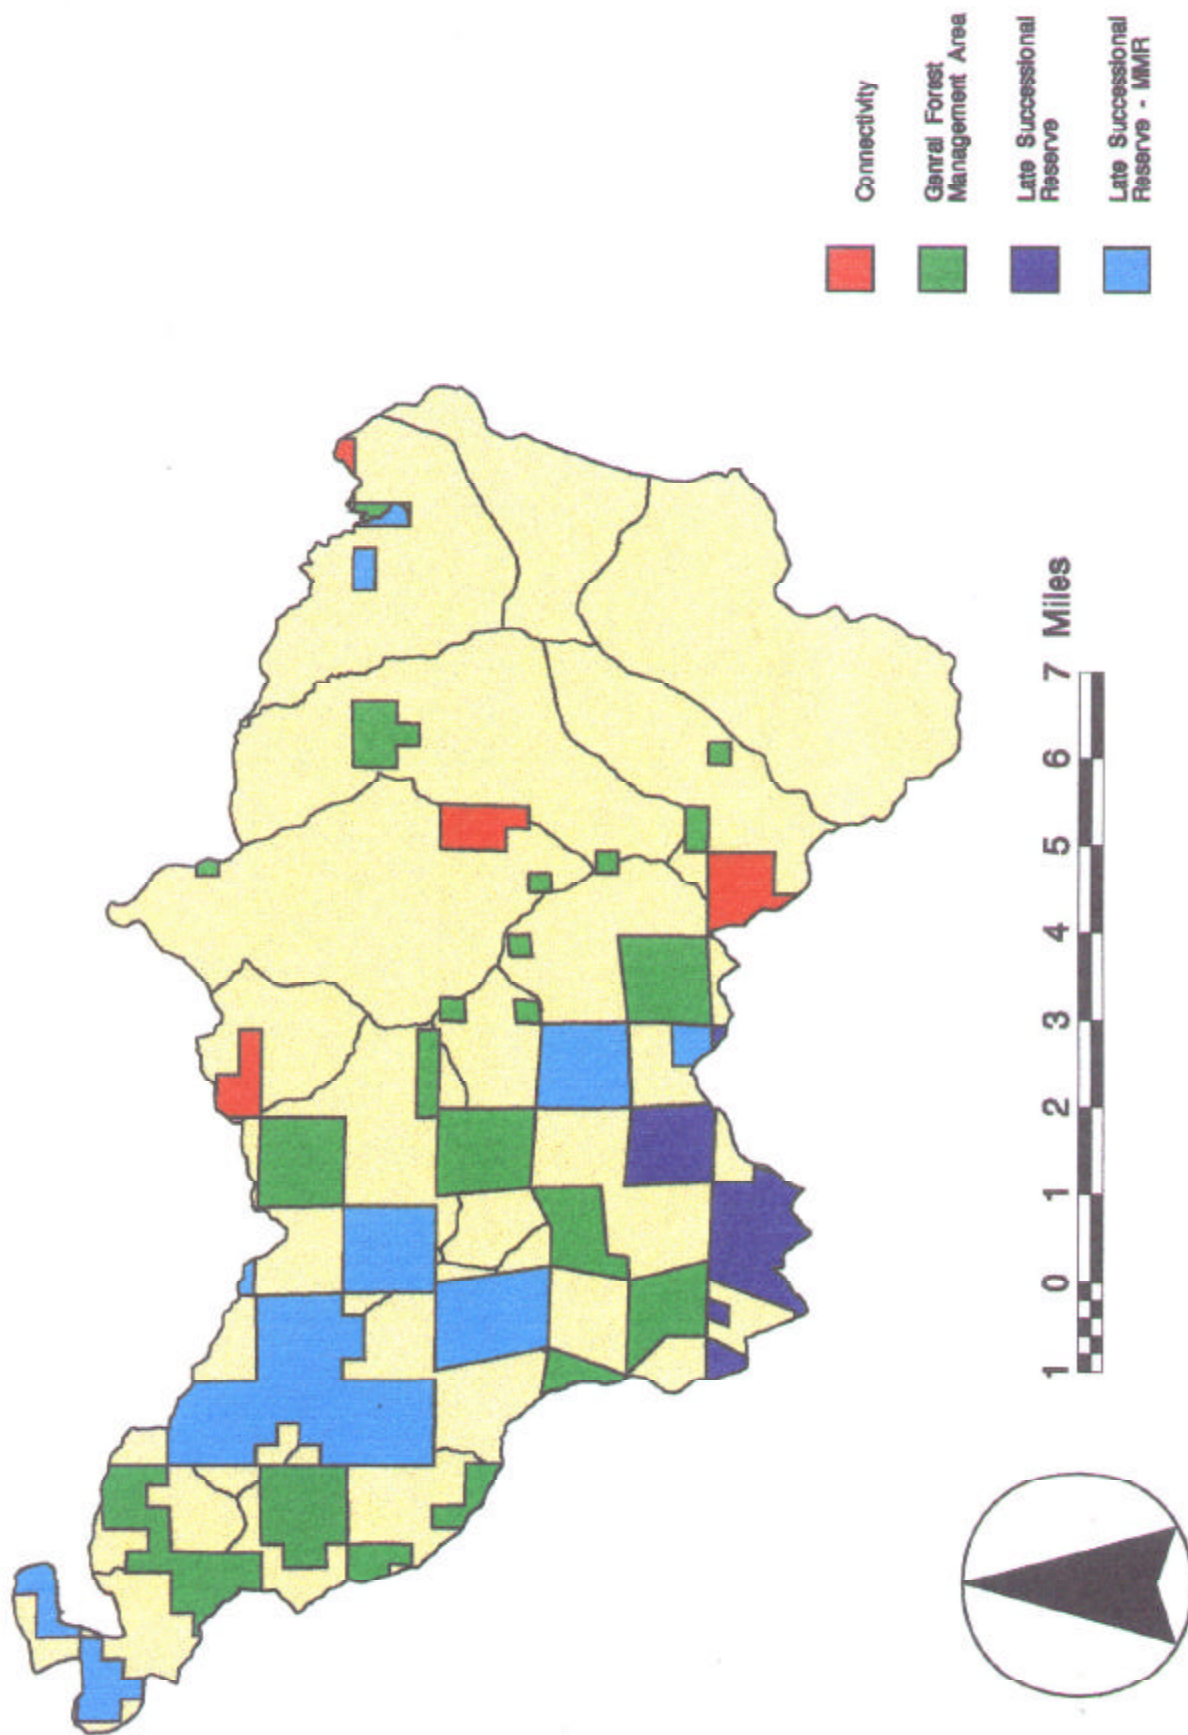 Connectivity
Genral Forest
Management Area
Late Successional
Reserve
Late Successional
Reserve - MMR
1 0 1 2 3 4 5 6 7 Miles